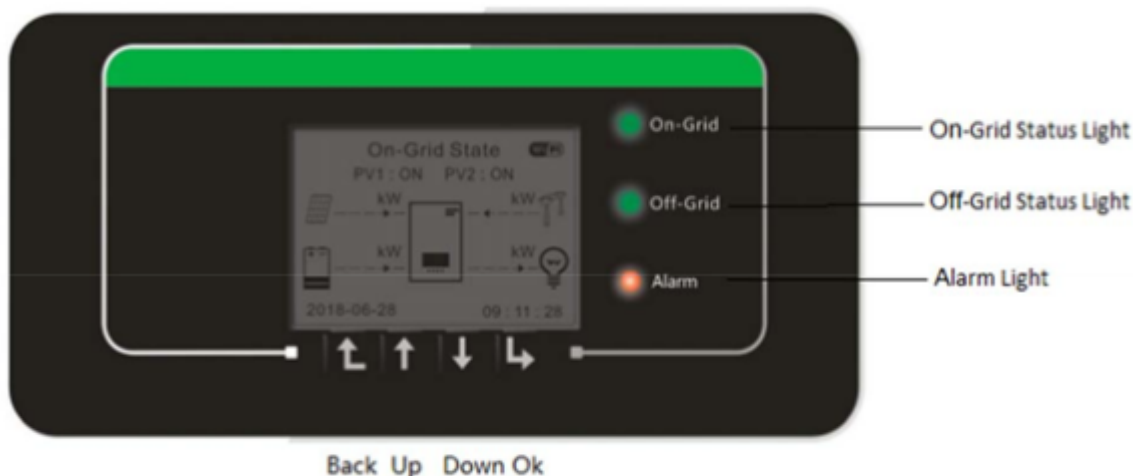 On-Grid State
PV1 : ON PV2 : ON
kW kW
kW kW
2018-06-28 09 : 11 : 28
On-Grid
Off-Grid
Alarm
On-Grid Status Light
Off-Grid Status Light
Alarm Light
Back Up Down Ok